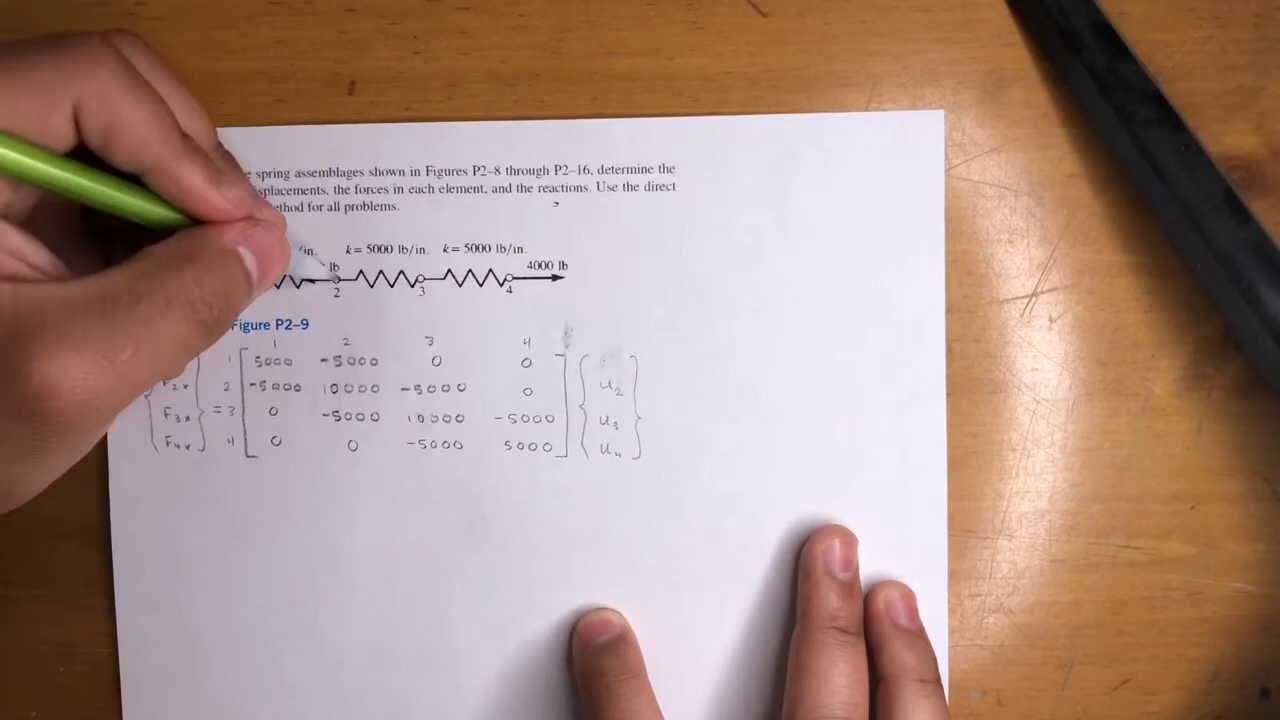 spring assemblages shown in Figures P2–8 through P2–16, determine the
the forces in each element, and the reactions. Use the direct
for all problems.
k = 5000 lb/in. k = 5000 lb/in.
lb 4000 lb
2 3 4
Figure P2–9
1 2 3 4
1 5000 -5000 0 0
F2x 2 -5000 10000 -5000 0 u2
F3x = 3 0 -5000 10000 -5000 u3
F4x 4 0 0 -5000 5000 u4